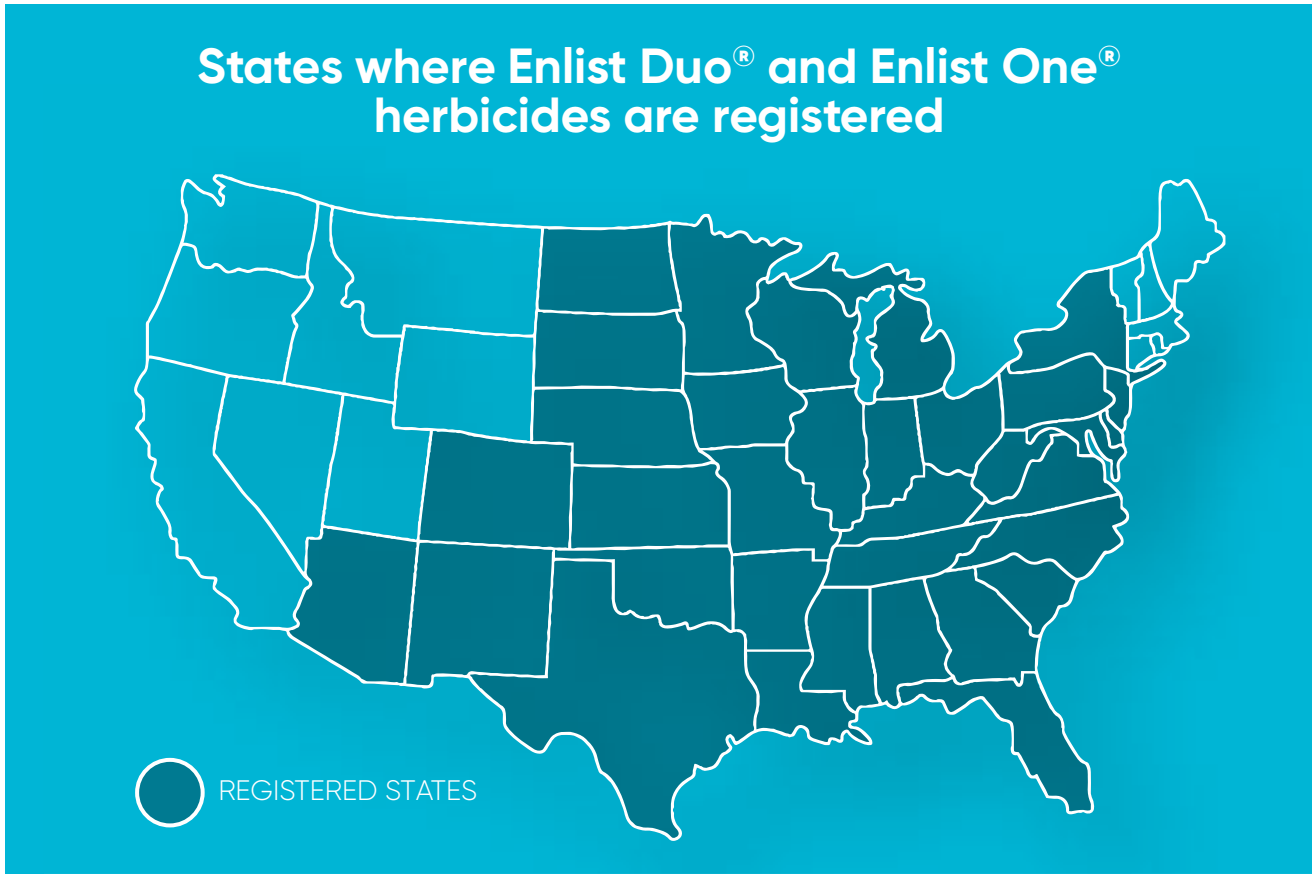 States where Enlist Duo® and Enlist One®
herbicides are registered
REGISTERED STATES